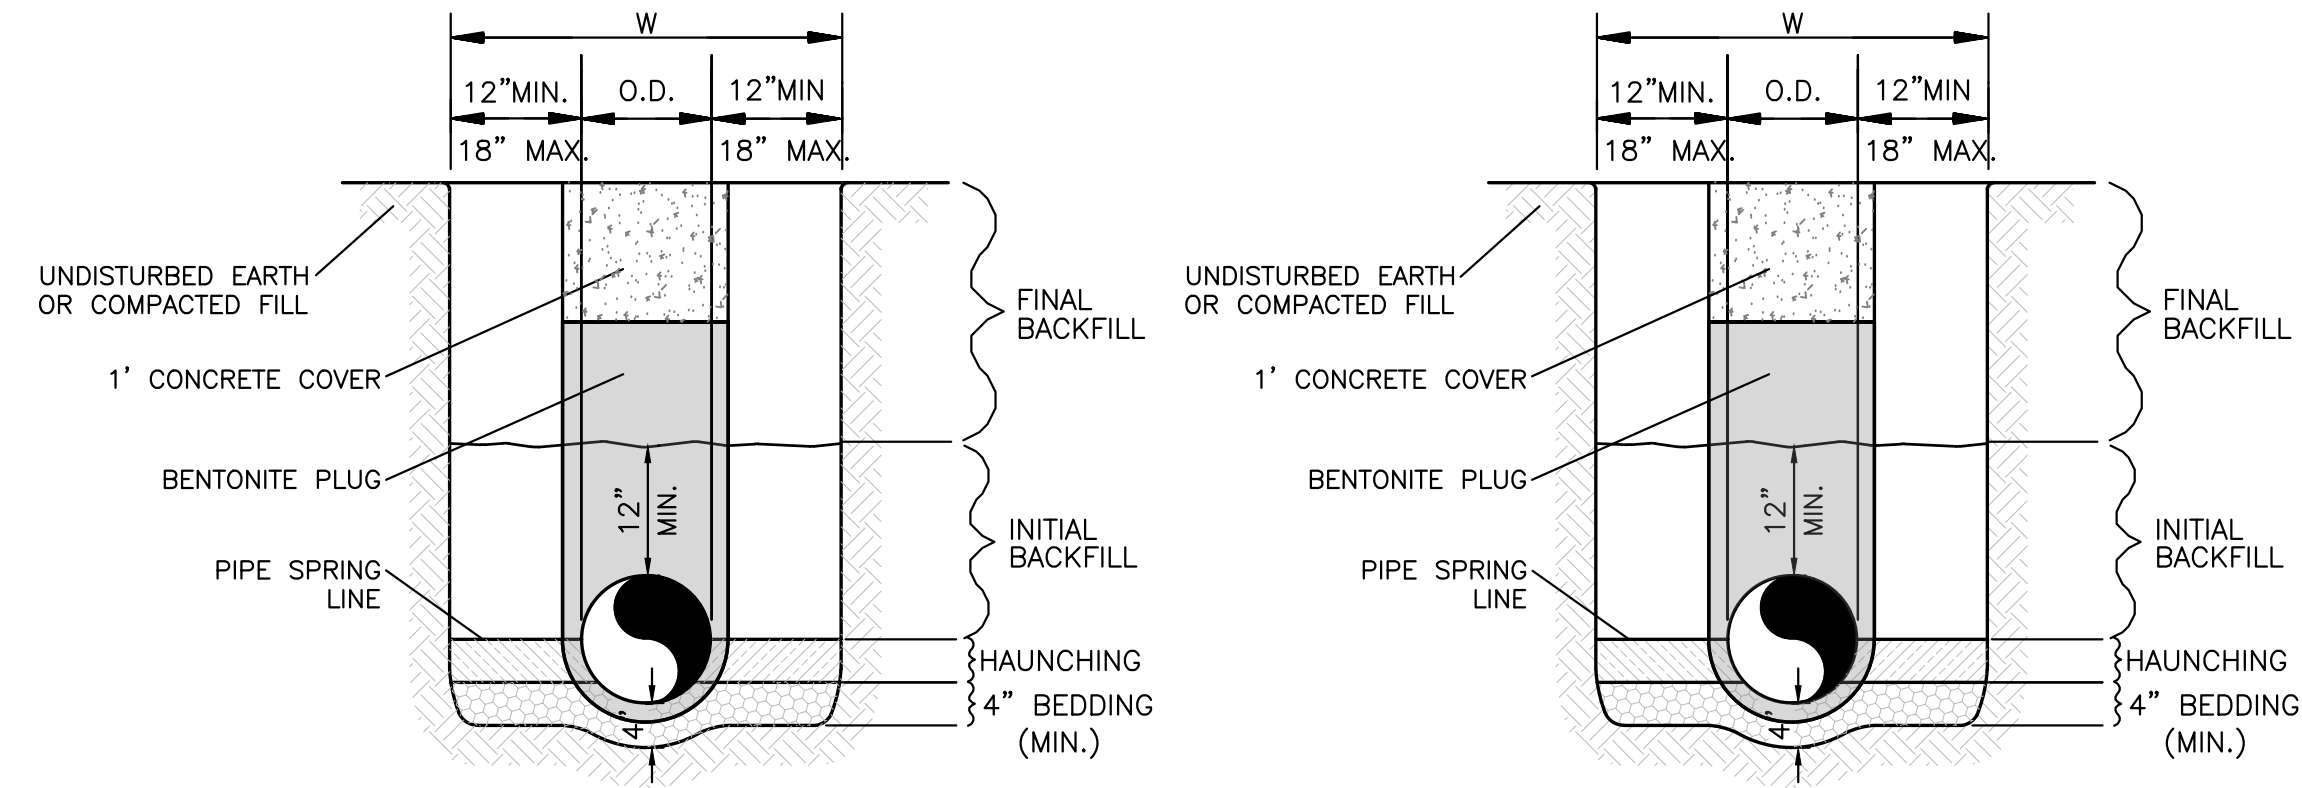 W
12”MIN.
O.D.
12”MIN
18” MAX.
18” MAX.
UNDISTURBED EARTH
OR COMPACTED FILL
1’ CONCRETE COVER
BENTONITE PLUG
PIPE SPRING
LINE
12”
MIN.
4’
FINAL
BACKFILL
INITIAL
BACKFILL
HAUNCHING
4” BEDDING
(MIN.)
W
12”MIN.
O.D.
12”MIN
18” MAX.
18” MAX.
UNDISTURBED EARTH
OR COMPACTED FILL
1’ CONCRETE COVER
BENTONITE PLUG
PIPE SPRING
LINE
12”
MIN.
4’
FINAL
BACKFILL
INITIAL
BACKFILL
HAUNCHING
4” BEDDING
(MIN.)